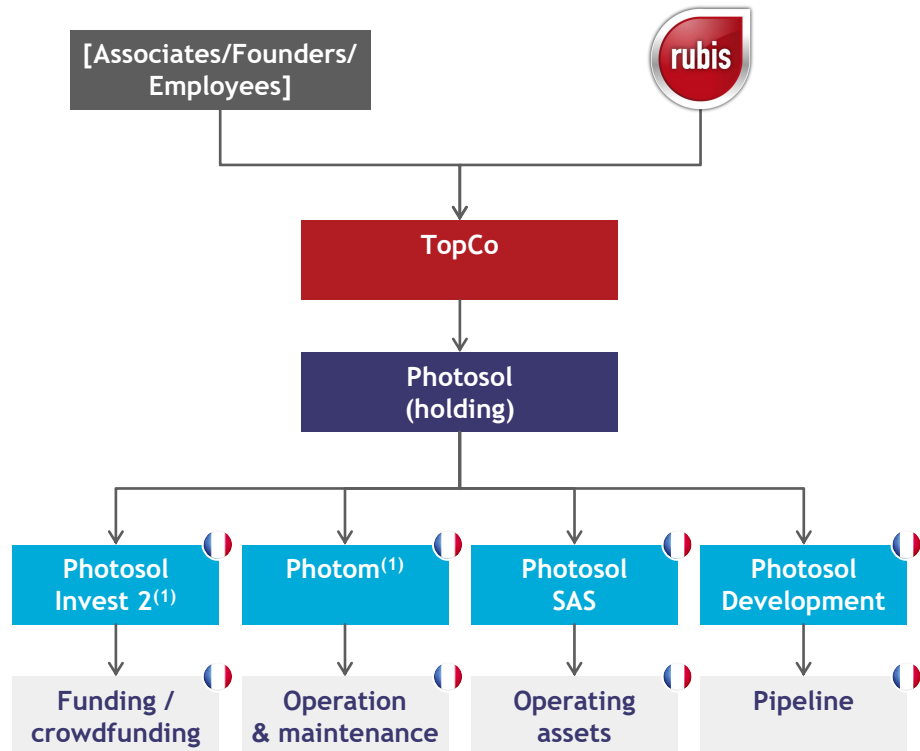 [Associates/Founders/
Employees]
rubis
TopCo
Photosol
(holding)
Photosol
Invest 2(1)
Photom(1)
Photosol
SAS
Photosol
Development
Funding /
crowdfunding
Operation
& maintenance
Operating
assets
Pipeline